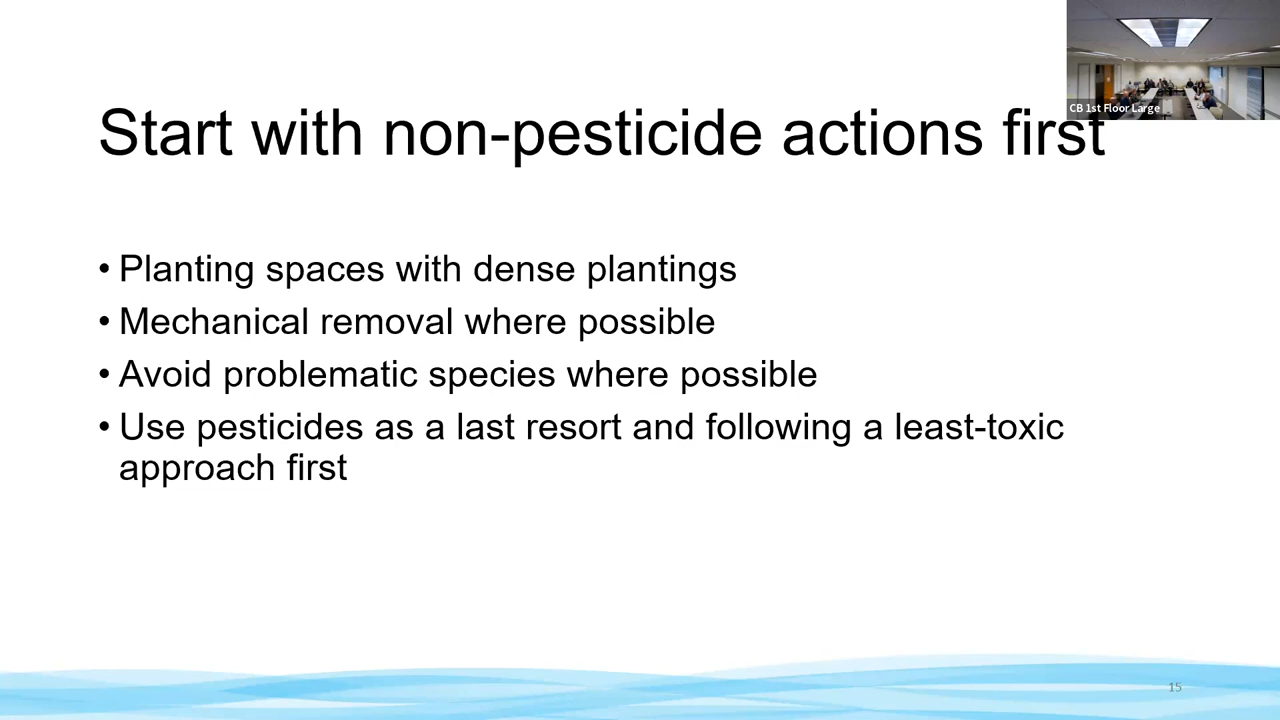 CB 1st Floor Large
Start with non-pesticide actions first
• Planting spaces with dense plantings
• Mechanical removal where possible
• Avoid problematic species where possible
• Use pesticides as a last resort and following a least-toxic
approach first
15